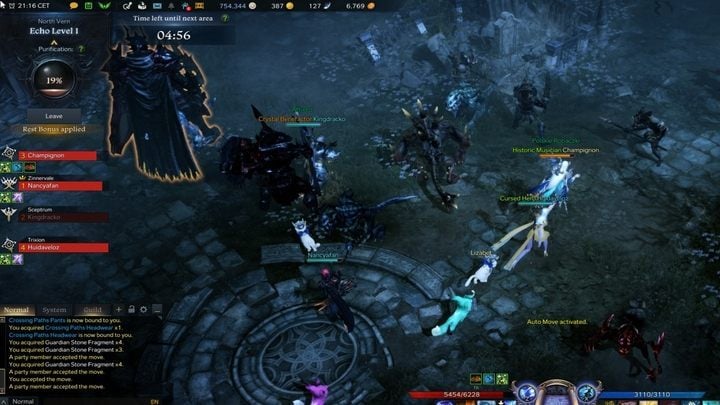 21:16 CET
754.344
387
127
6.769
North Vern
Echo Level 1
Time left until next area
04:56
Purification:
19%
Leave
Rest Bonus applied
3 Champignon
Zinnervale
1 Nancyafan
Sceptrum
2 Kingdracko
Trixion
4 Huidaveloz
Crystal Benefactor Kingdracko
Historic Musician Champignon
Cursed
Lizabel
Nancyafan
Auto Move activated.
Normal System Guild
Crossing Paths Pants is now bound to you.
You acquired Crossing Paths Headwear x1.
Crossing Paths Headwear is now bound to you.
You acquired Guardian Stone Fragment x4.
You acquired Guardian Stone Fragment x3.
A party member accepted the move.
You acquired Guardian Stone Fragment x4.
A party member accepted the move.
You accepted the move.
A party member accepted the move.
Normal
EN
5454/6228
3110/3110